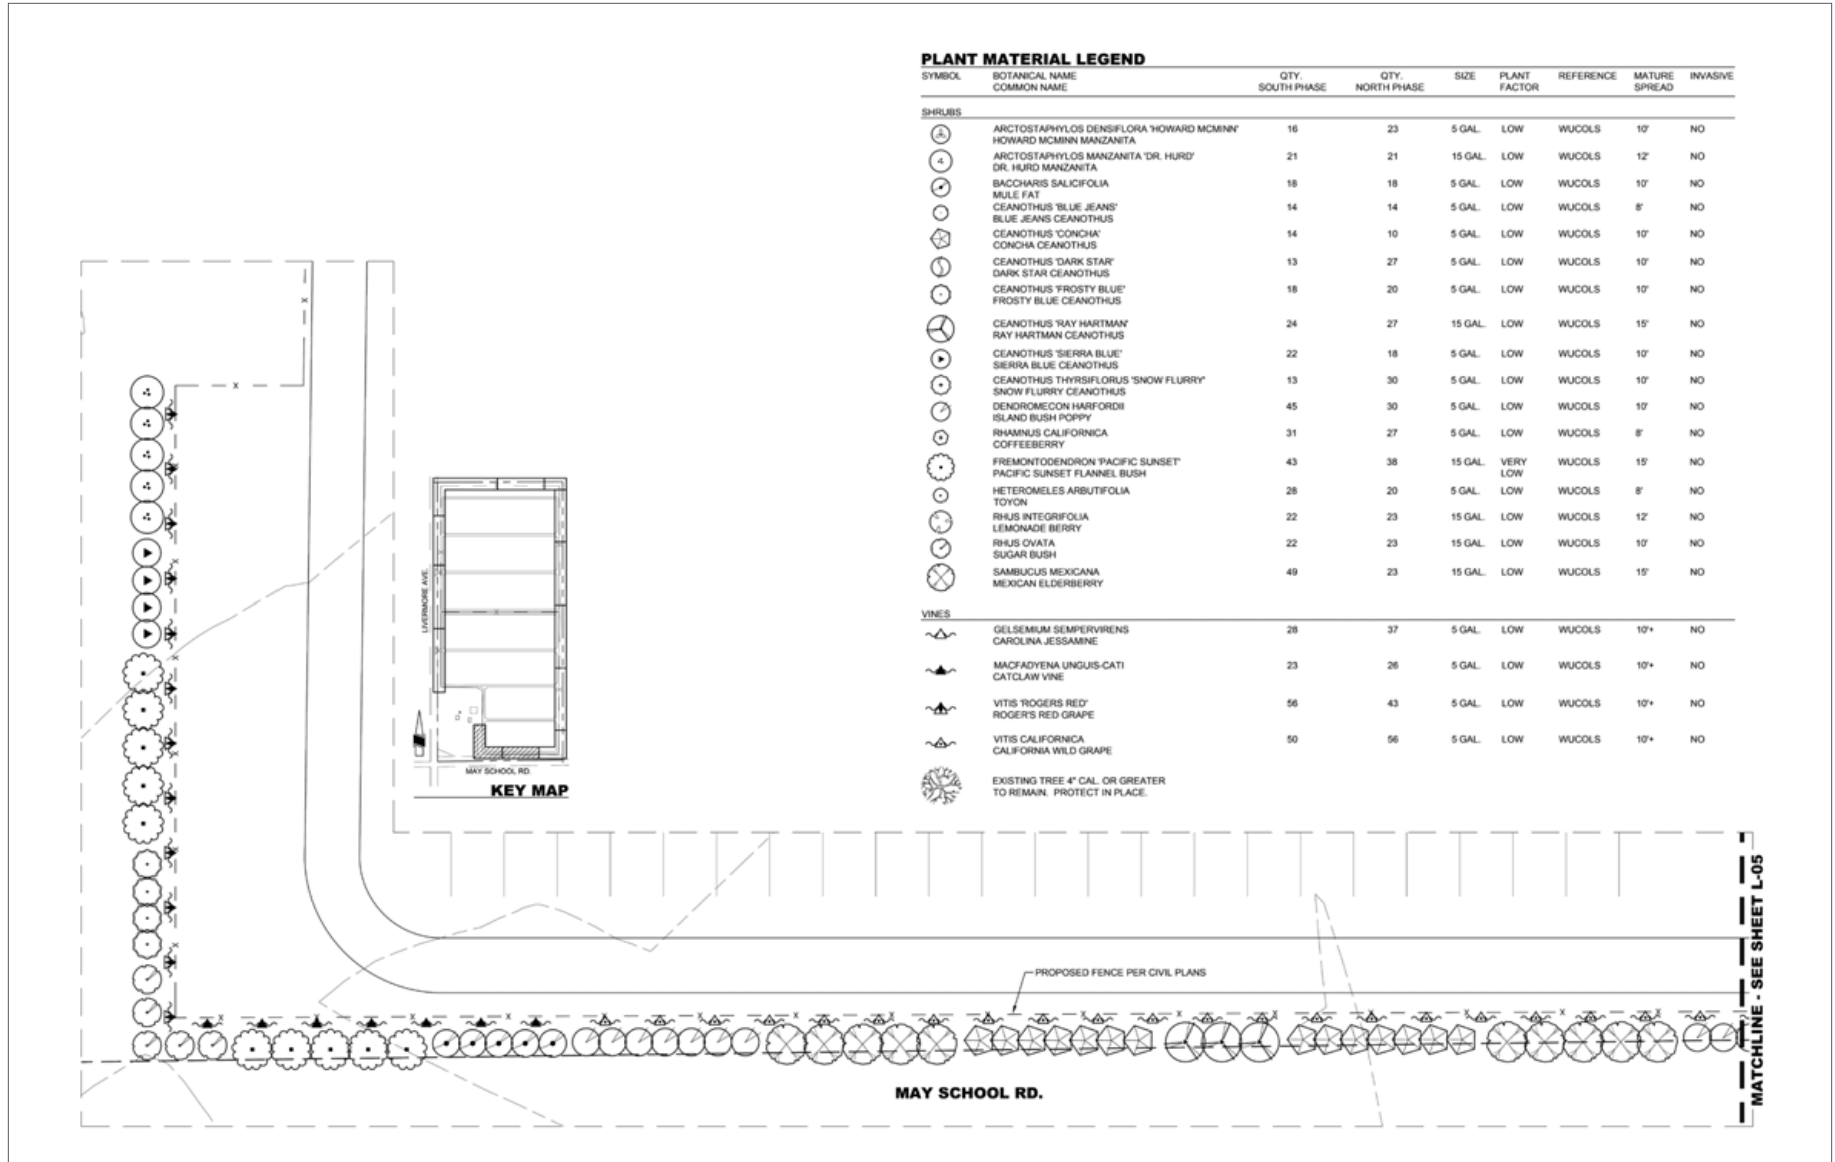 PLANT MATERIAL LEGEND
SYMBOL BOTANICAL NAME QTY. QTY. SIZE PLANT REFERENCE MATURE INVASIVE
COMMON NAME SOUTH PHASE NORTH PHASE FACTOR SPREAD
SHRUBS
ARCTOSTAPHYLOS DENSIFLORA 'HOWARD MCMINN' 16 23 5 GAL. LOW WUCOLS 10' NO
HOWARD MCMINN MANZANITA
4 ARCTOSTAPHYLOS MANZANITA 'DR. HURD' 21 21 15 GAL. LOW WUCOLS 12' NO
DR. HURD MANZANITA
BACCHARIS SALICIFOLIA 18 18 5 GAL. LOW WUCOLS 10' NO
MULE FAT
CEANOTHUS 'BLUE JEANS' 14 14 5 GAL. LOW WUCOLS 8' NO
BLUE JEANS CEANOTHUS
CEANOTHUS 'CONCHA' 14 10 5 GAL. LOW WUCOLS 10' NO
CONCHA CEANOTHUS
CEANOTHUS 'DARK STAR' 13 27 5 GAL. LOW WUCOLS 10' NO
DARK STAR CEANOTHUS
CEANOTHUS 'FROSTY BLUE' 18 20 5 GAL. LOW WUCOLS 10' NO
FROSTY BLUE CEANOTHUS
CEANOTHUS 'RAY HARTMAN' 24 27 15 GAL. LOW WUCOLS 15' NO
RAY HARTMAN CEANOTHUS
CEANOTHUS 'SIERRA BLUE' 22 18 5 GAL. LOW WUCOLS 10' NO
SIERRA BLUE CEANOTHUS
CEANOTHUS THYRSIFLORUS 'SNOW FLURRY' 13 30 5 GAL. LOW WUCOLS 10' NO
SNOW FLURRY CEANOTHUS
DENDROMECON HARFORDII 45 30 5 GAL. LOW WUCOLS 10' NO
ISLAND BUSH POPPY
RHAMNUS CALIFORNICA 31 27 5 GAL. LOW WUCOLS 8' NO
COFFEEBERRY
FREMONTODENDRON 'PACIFIC SUNSET' 43 38 15 GAL. VERY WUCOLS 15' NO
PACIFIC SUNSET FLANNEL BUSH LOW
HETEROMELES ARBUTIFOLIA 28 20 5 GAL. LOW WUCOLS 8' NO
TOYON
RHUS INTEGRIFOLIA 22 23 15 GAL. LOW WUCOLS 12' NO
LEMONADE BERRY
RHUS OVATA 22 23 15 GAL. LOW WUCOLS 10' NO
SUGAR BUSH
SAMBUCUS MEXICANA 49 23 15 GAL. LOW WUCOLS 15' NO
MEXICAN ELDERBERRY
VINES
GELSEMIUM SEMPERVIRENS 28 37 5 GAL. LOW WUCOLS 10'+ NO
CAROLINA JESSAMINE
MACFADYENA UNGUIS-CATI 23 26 5 GAL. LOW WUCOLS 10'+ NO
CATCLAW VINE
VITIS 'ROGERS RED' 56 43 5 GAL. LOW WUCOLS 10'+ NO
ROGER'S RED GRAPE
VITIS CALIFORNICA 50 56 5 GAL. LOW WUCOLS 10'+ NO
CALIFORNIA WILD GRAPE
EXISTING TREE 4" CAL. OR GREATER
TO REMAIN. PROTECT IN PLACE.
LIVERMORE AVE.
MAY SCHOOL RD.
KEY MAP
PROPOSED FENCE PER CIVIL PLANS
MAY SCHOOL RD.
MATCHLINE - SEE SHEET L-05